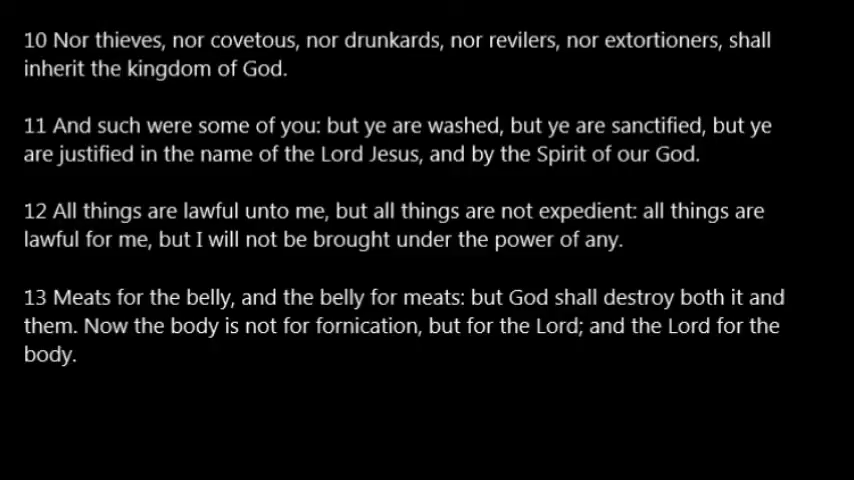 10 Nor thieves, nor covetous, nor drunkards, nor revilers, nor extortioners, shall
inherit the kingdom of God.
11 And such were some of you: but ye are washed, but ye are sanctified, but ye
are justified in the name of the Lord Jesus, and by the Spirit of our God.
12 All things are lawful unto me, but all things are not expedient: all things are
lawful for me, but I will not be brought under the power of any.
13 Meats for the belly, and the belly for meats: but God shall destroy both it and
them. Now the body is not for fornication, but for the Lord; and the Lord for the
body.